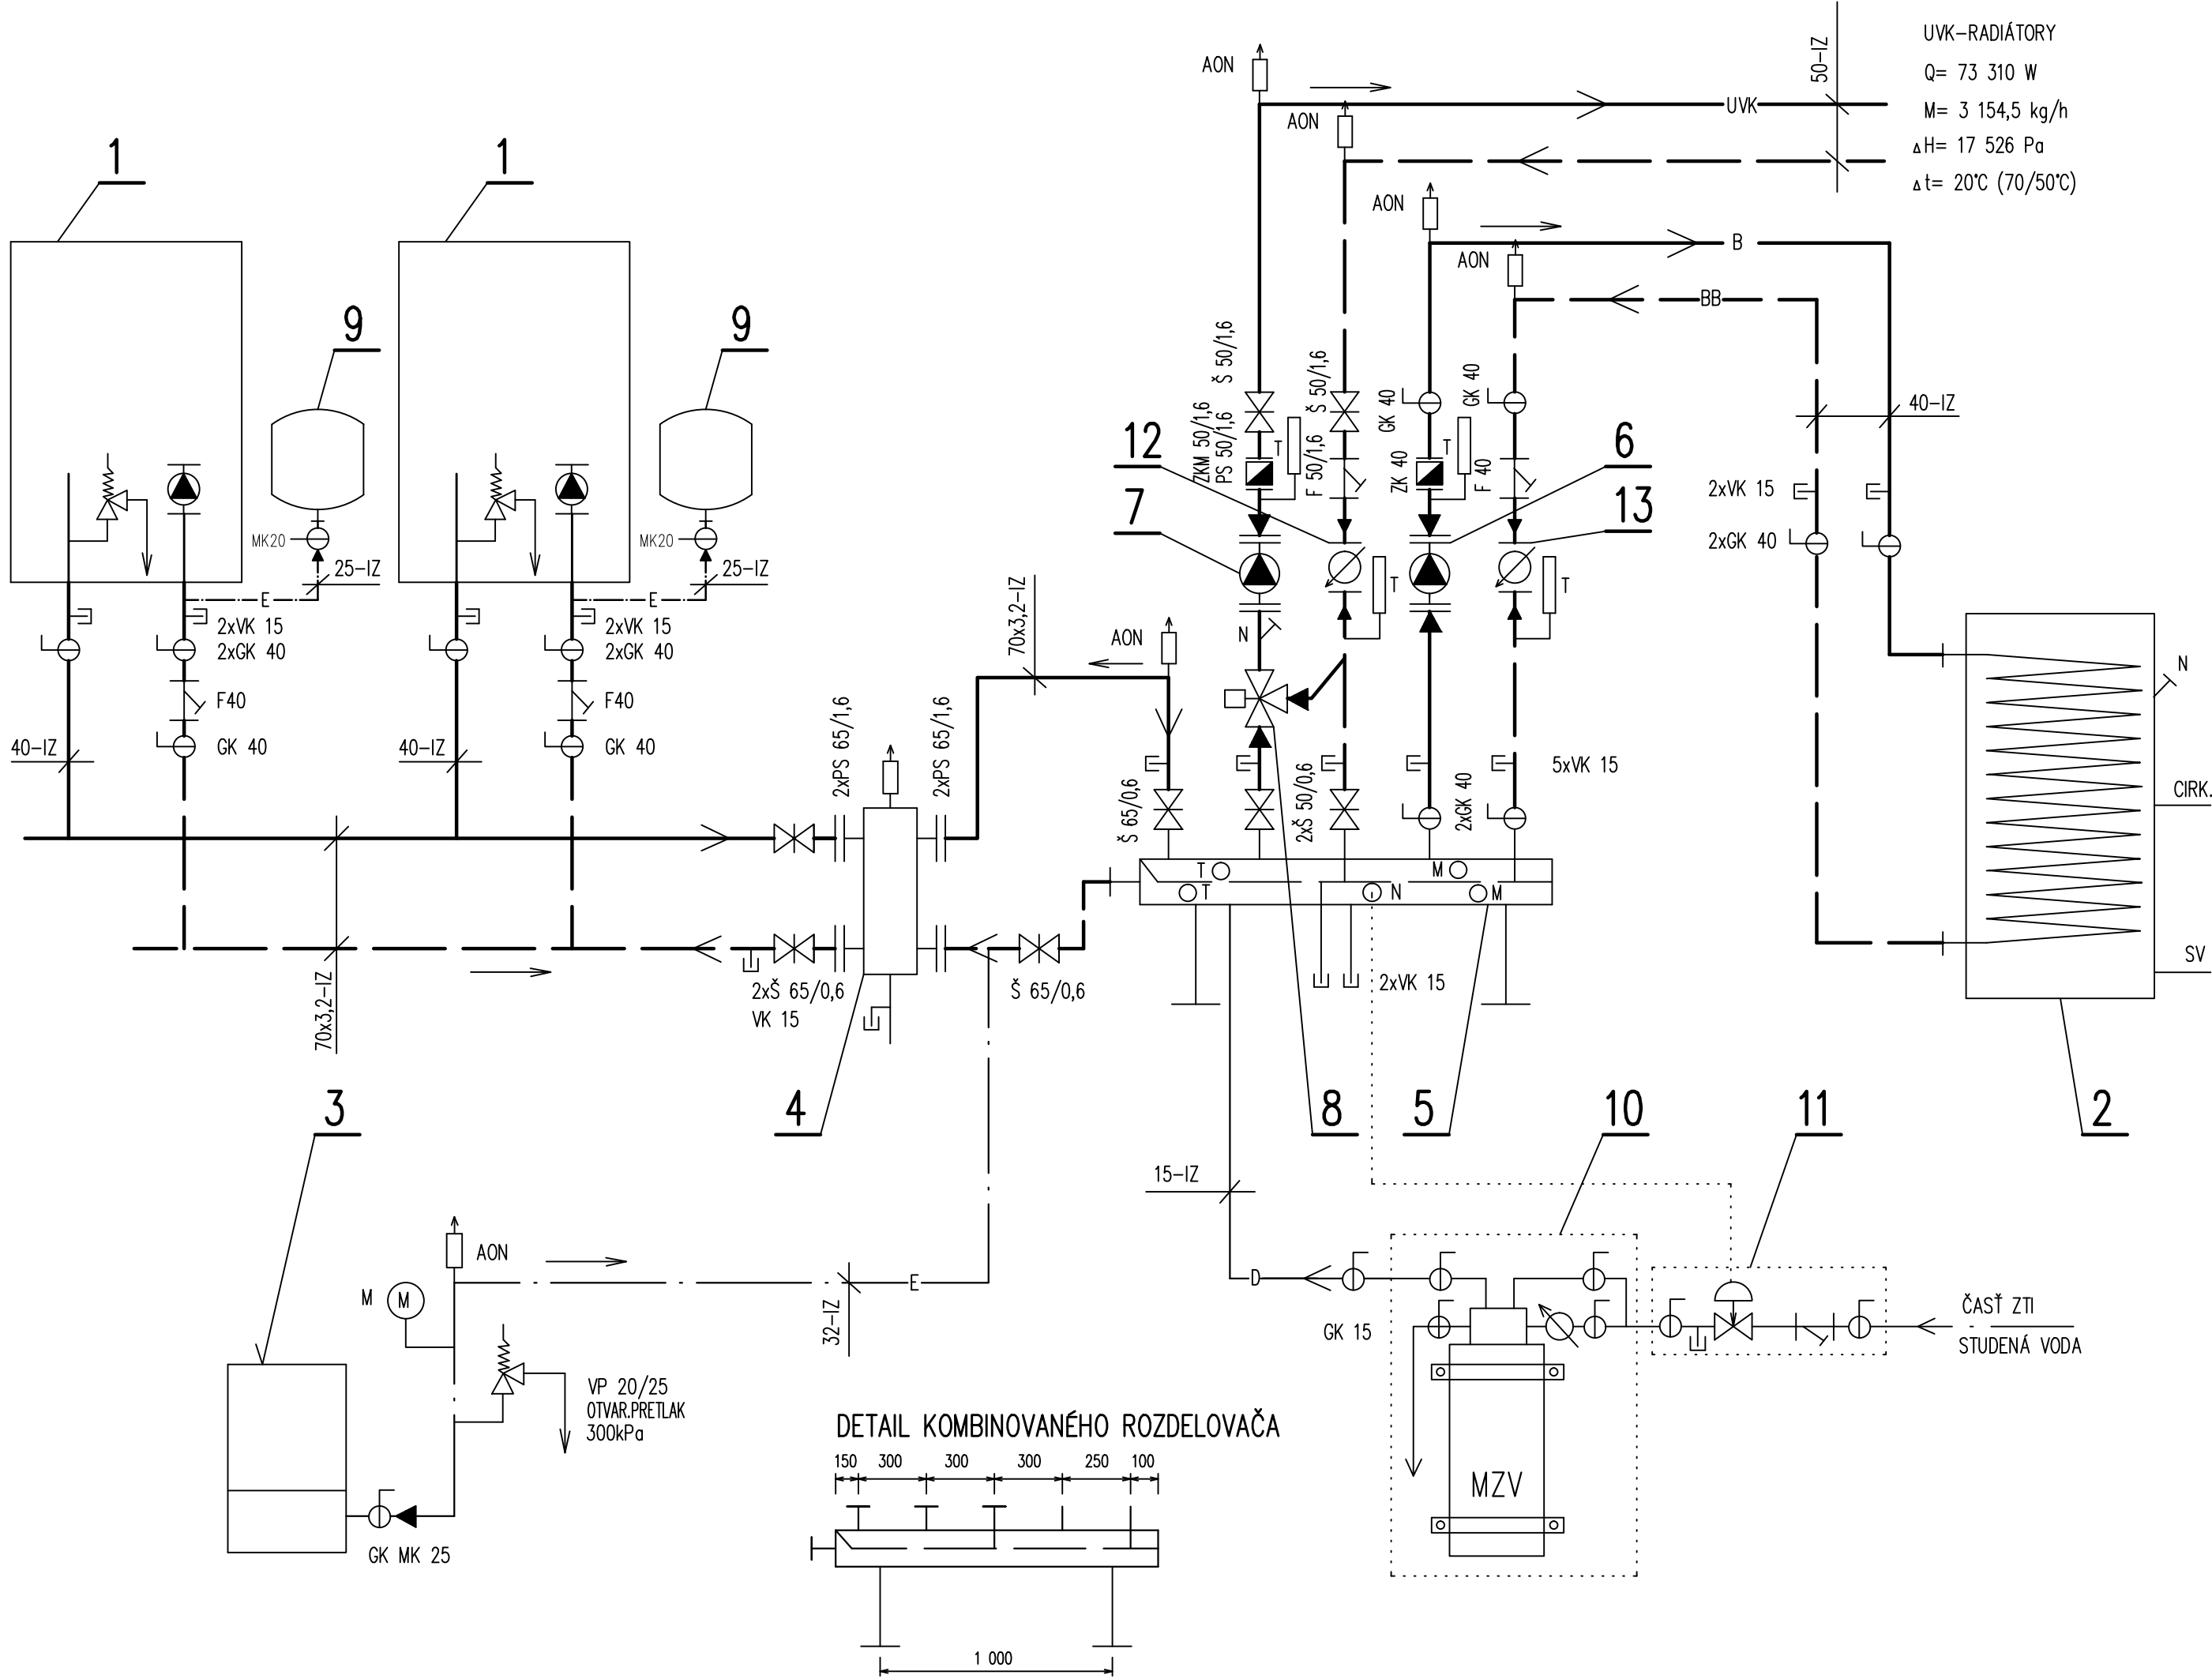 UVK-RADIÁTORY
Q= 73 310 W
M= 3 154,5 kg/h
ΔH= 17 526 Pa
Δt= 20°C (70/50°C)
50-IZ
AON
UVK
AON
AON
B
AON
BB
1
1
9
9
MK20
25-IZ
E
2xVK 15
2xGK 40
F40
GK 40
40-IZ
MK20
25-IZ
E
2xVK 15
2xGK 40
F40
GK 40
40-IZ
Š 50/1,6
ZKM 50/1,6
PS 50/1,6
T
Š 50/1,6
F 50/1,6
GK 40
ZK 40
T
GK 40
F 40
12
7
6
13
T
T
N
40-IZ
2xVK 15
2xGK 40
N
CIRK.
SV
2
70x3,2-IZ
AON
2xPS 65/1,6
2xPS 65/1,6
Š 65/0,6
2xŠ 50/0,6
2xGK 40
5xVK 15
T
T
M
N
M
70x3,2-IZ
2xŠ 65/0,6
VK 15
Š 65/0,6
2xVK 15
3
4
8
5
10
11
15-IZ
AON
M
M
32-IZ
E
VP 20/25
OTVAR.PRETLAK
300kPa
GK MK 25
D
GK 15
MZV
ČASŤ ZTI
STUDENÁ VODA
DETAIL KOMBINOVANÉHO ROZDELOVAČA
150 300 300 300 250 100
1 000